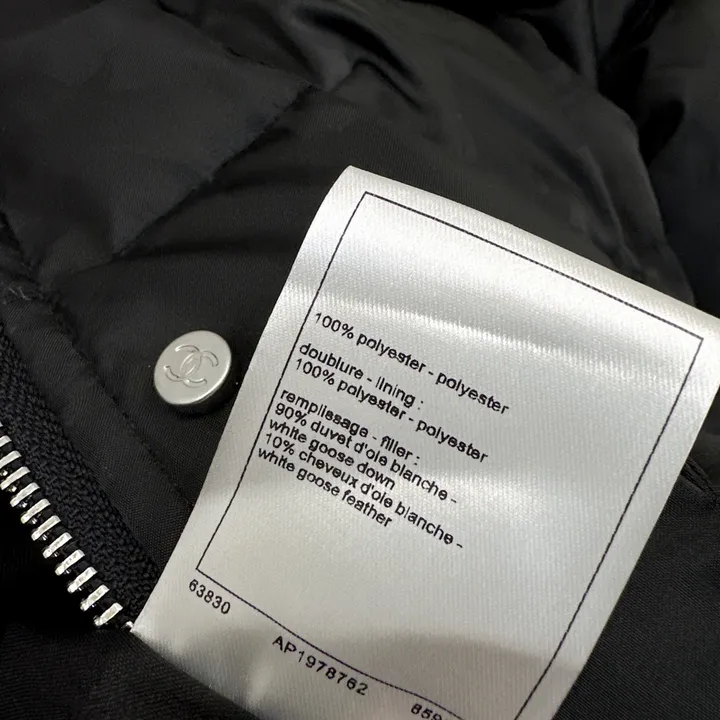 100% polyester - polyester
doublure - lining :
100% polyester - polyester
remplissage - filler :
90% duvet d'oie blanche -
white goose down
10% cheveux d'oie blanche -
white goose feather
63830
AP1978762